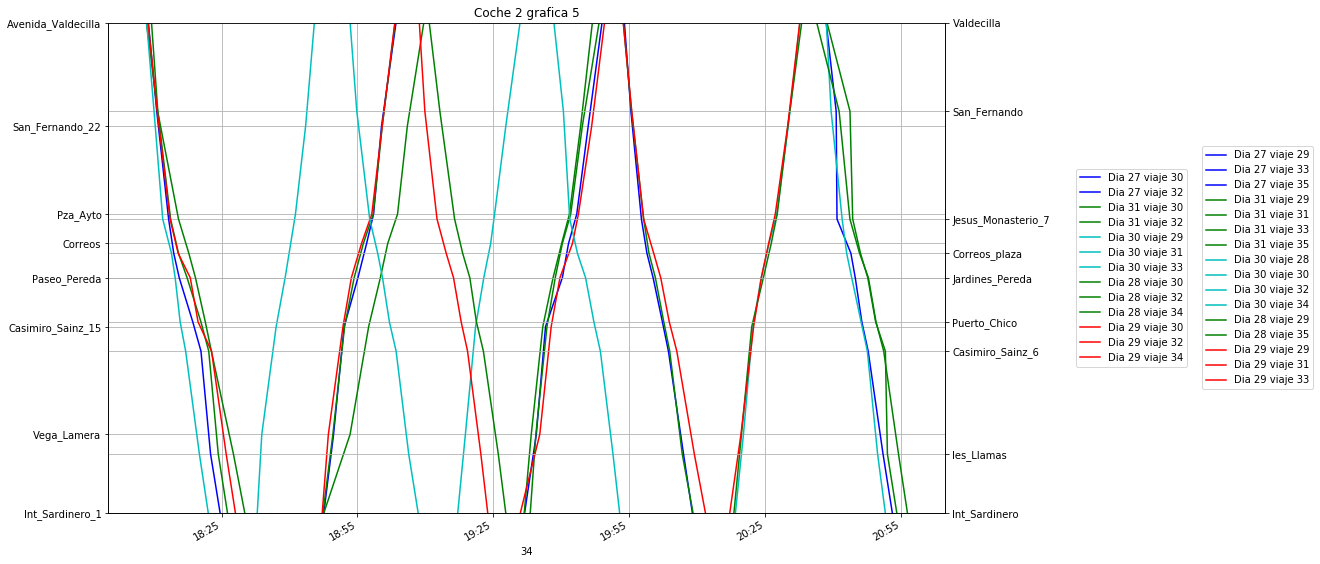 Coche 2 grafica 5
Avenida_Valdecilla
San_Fernando_22
Pza_Ayto
Correos
Paseo_Pereda
Casimiro_Sainz_15
Vega_Lamera
Int_Sardinero_1
Valdecilla
San_Fernando
Jesus_Monasterio_7
Correos_plaza
Jardines_Pereda
Puerto_Chico
Casimiro_Sainz_6
Ies_Llamas
Int_Sardinero
18:25
18:55
19:25
19:55
20:25
20:55
34
Dia 27 viaje 30
Dia 27 viaje 32
Dia 31 viaje 30
Dia 31 viaje 32
Dia 30 viaje 29
Dia 30 viaje 31
Dia 30 viaje 33
Dia 28 viaje 30
Dia 28 viaje 32
Dia 28 viaje 34
Dia 29 viaje 30
Dia 29 viaje 32
Dia 29 viaje 34
Dia 27 viaje 29
Dia 27 viaje 33
Dia 27 viaje 35
Dia 31 viaje 29
Dia 31 viaje 31
Dia 31 viaje 33
Dia 31 viaje 35
Dia 30 viaje 28
Dia 30 viaje 30
Dia 30 viaje 32
Dia 30 viaje 34
Dia 28 viaje 29
Dia 28 viaje 35
Dia 29 viaje 29
Dia 29 viaje 31
Dia 29 viaje 33